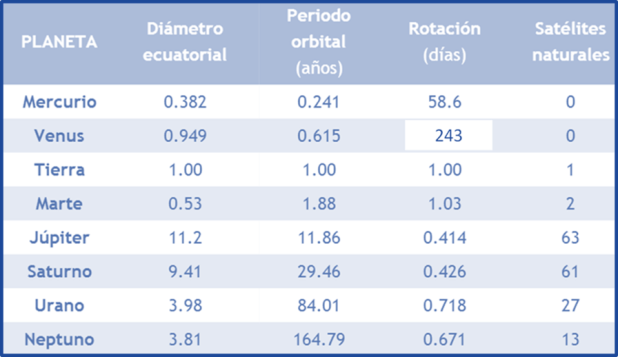 PLANETA Diámetro ecuatorial Periodo orbital (años) Rotación (días) Satélites naturales
Mercurio 0.382 0.241 58.6 0
Venus 0.949 0.615 243 0
Tierra 1.00 1.00 1.00 1
Marte 0.53 1.88 1.03 2
Júpiter 11.2 11.86 0.414 63
Saturno 9.41 29.46 0.426 61
Urano 3.98 84.01 0.718 27
Neptuno 3.81 164.79 0.671 13